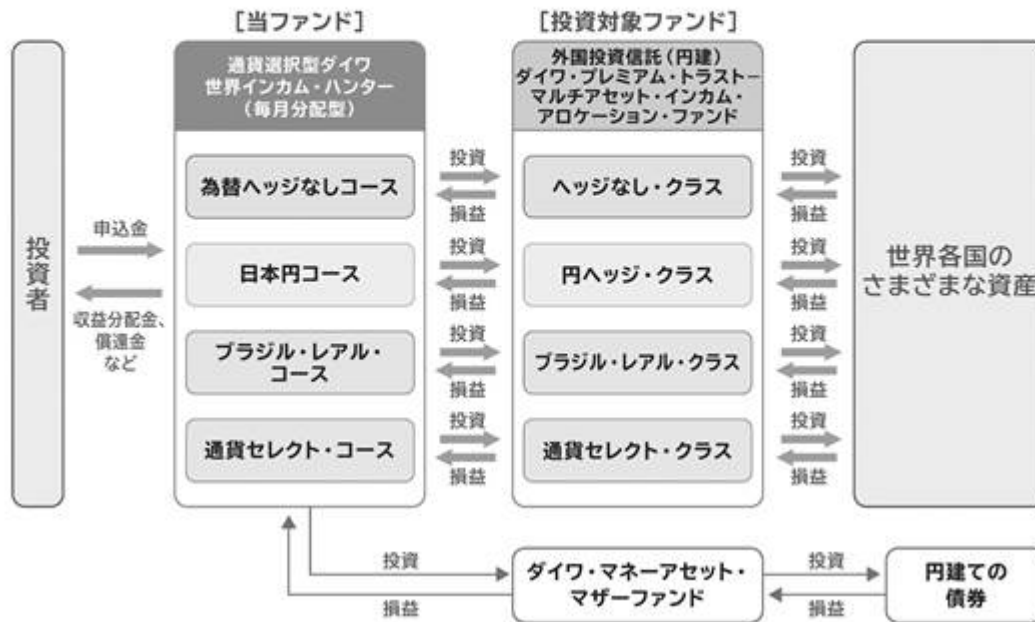 [当ファンド]
[投資対象ファンド]
投資者
申込金
収益分配金、
償還金
など
通貨選択型ダイワ
世界インカム・ハンター
(毎月分配型)
外国投資信託(円建)
ダイワ・プレミアム・トラスト－
マルチアセット・インカム・
アロケーション・ファンド
為替ヘッジなしコース
投資
損益
ヘッジなし・クラス
投資
損益
日本円コース
投資
損益
円ヘッジ・クラス
投資
損益
ブラジル・レアル・
コース
投資
損益
ブラジル・レアル・クラス
投資
損益
通貨セレクト・コース
投資
損益
通貨セレクト・クラス
投資
損益
世界各国の
さまざまな資産
投資
損益
ダイワ・マネーアセット・
マザーファンド
投資
損益
円建ての
債券